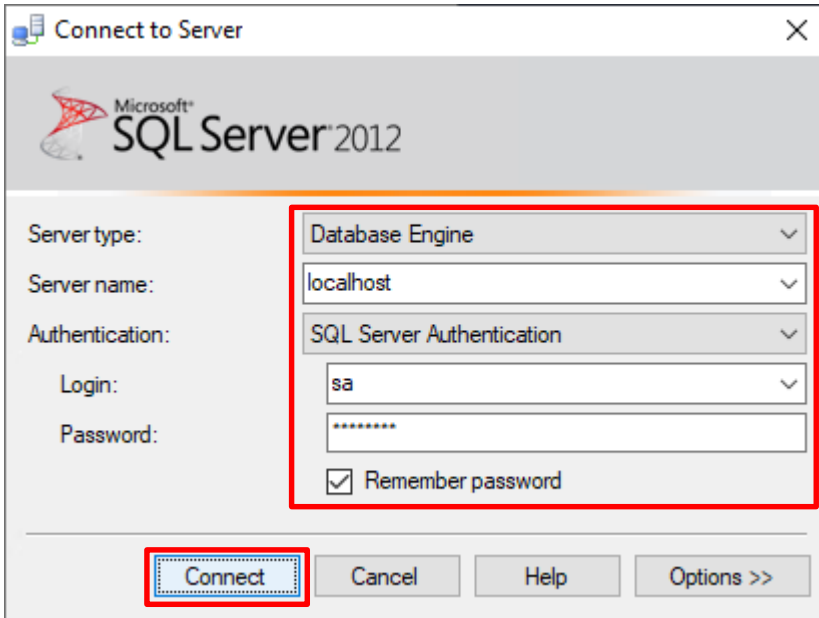 Connect to Server
Microsoft®
SQL Server® 2012
Server type: Database Engine
Server name: localhost
Authentication: SQL Server Authentication
Login: sa
Password: ********
Remember password
Connect Cancel Help Options >>